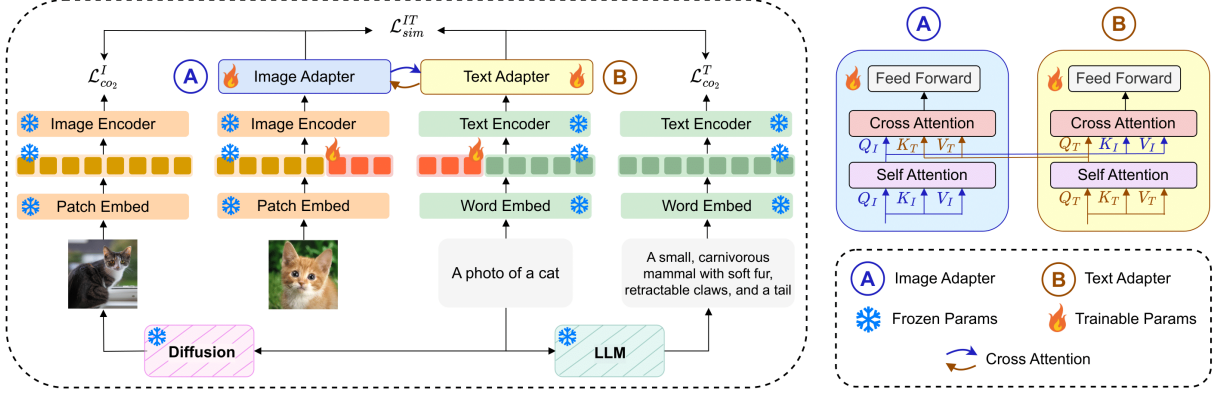 $\mathcal{L}_{sim}^{IT}$
$\mathcal{L}_{co_2}^{I}$
A
Image Adapter
Text Adapter
B
$\mathcal{L}_{co_2}^{T}$
Image Encoder
Image Encoder
Text Encoder
Text Encoder
Patch Embed
Patch Embed
Word Embed
Word Embed
A photo of a cat
A small, carnivorous
mammal with soft fur,
retractable claws, and a tail
Diffusion
LLM
A
Feed Forward
Cross Attention
$Q_I$ $K_T$ $V_T$
Self Attention
$Q_I$ $K_I$ $V_I$
B
Feed Forward
Cross Attention
$Q_T$ $K_I$ $V_I$
Self Attention
$Q_T$ $K_T$ $V_T$
A Image Adapter
B Text Adapter
Frozen Params
Trainable Params
Cross Attention